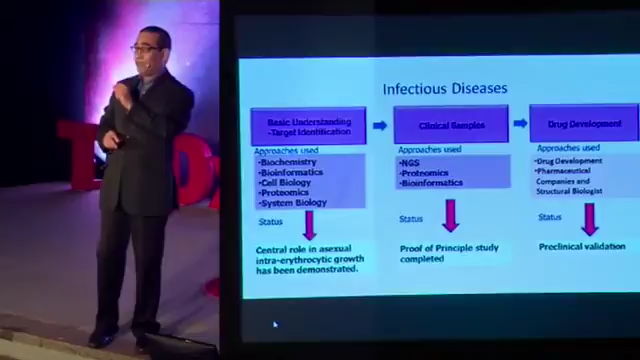 TEDx
Infectious Diseases
Basic Understanding
-Target Identification
Clinical Samples
Drug Development
Approaches used
•Biochemistry
•Bioinformatics
•Cell Biology
•Proteomics
•System Biology
Approaches used
•NGS
•Proteomics
•Bioinformatics
Approaches used
•Drug Development
•Pharmaceutical
Companies and
Structural Biologist
Status
Status
Status
Central role in asexual
intra-erythrocytic growth
has been demonstrated.
Proof of Principle study
completed
Preclinical validation